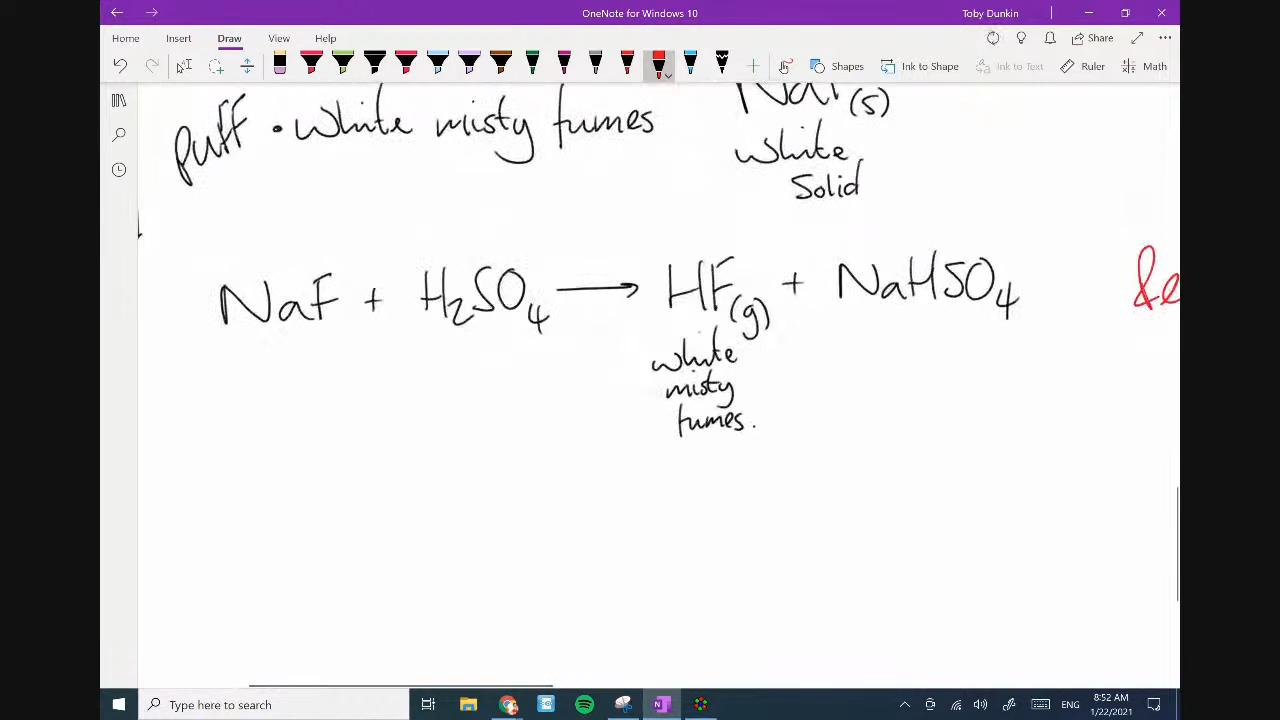 OneNote for Windows 10
Toby Dunkin
Home Insert Draw View Help
Share
Shapes Ink to Shape Ink to Text Ruler Math
puff • White misty fumes
(s)
White
Solid
NaF + H₂SO₄ → HF(g) + NaHSO₄
white
misty
fumes.
Type here to search
ENG
8:52 AM
1/22/2021